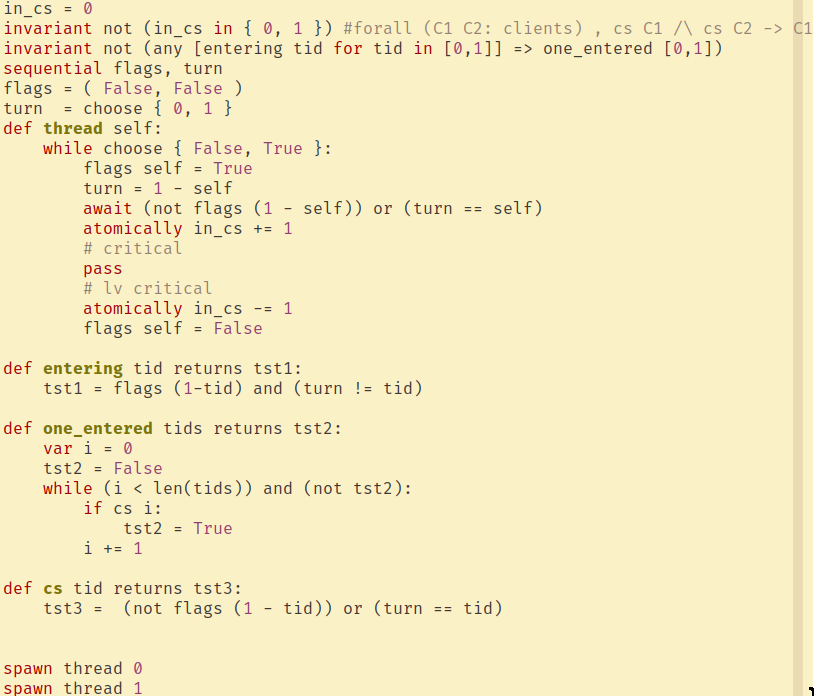 in_cs = 0
invariant not (in_cs in { 0, 1 }) #forall (C1 C2: clients) , cs C1 /\ cs C2 -> C1
invariant not (any [entering tid for tid in [0,1]] => one_entered [0,1])
sequential flags, turn
flags = ( False, False )
turn  = choose { 0, 1 }
def thread self:
    while choose { False, True }:
        flags self = True
        turn = 1 - self
        await (not flags (1 - self)) or (turn == self)
        atomically in_cs += 1
        # critical
        pass
        # lv critical
        atomically in_cs -= 1
        flags self = False

def entering tid returns tst1:
    tst1 = flags (1-tid) and (turn != tid)

def one_entered tids returns tst2:
    var i = 0
    tst2 = False
    while (i < len(tids)) and (not tst2):
        if cs i:
            tst2 = True
        i += 1

def cs tid returns tst3:
    tst3 =  (not flags (1 - tid)) or (turn == tid)


spawn thread 0
spawn thread 1